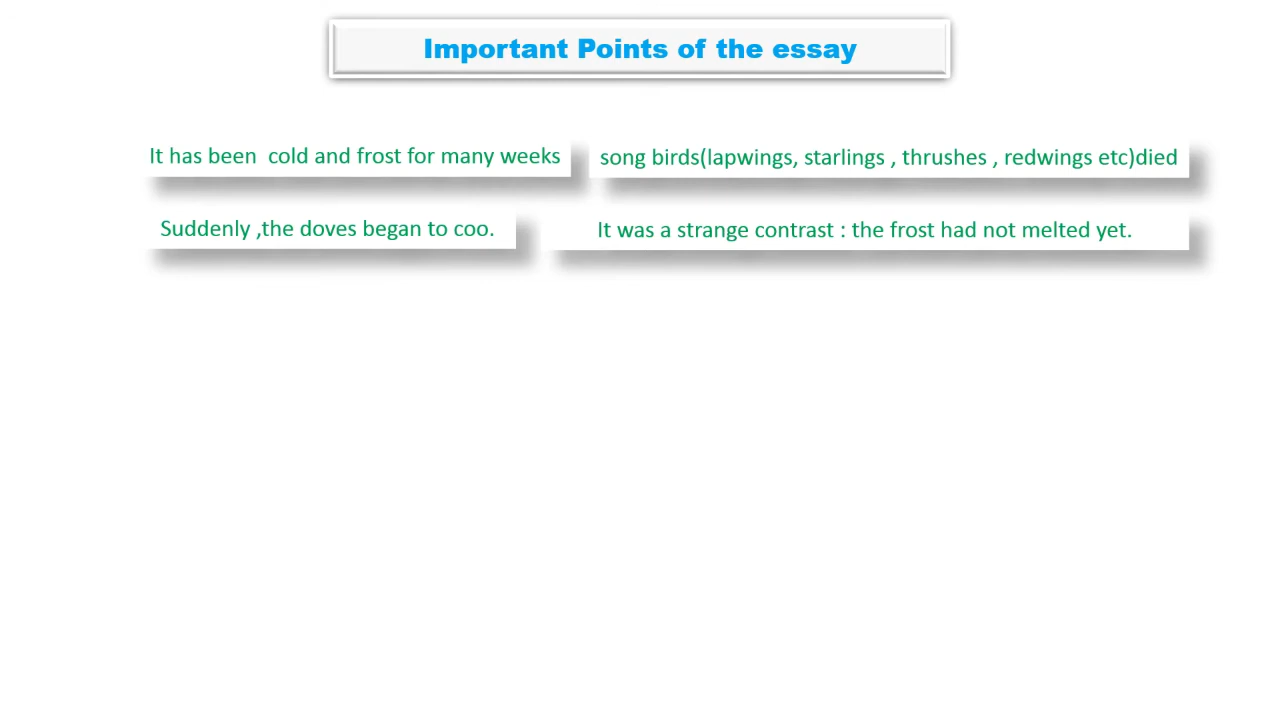 Important Points of the essay
It has been  cold and frost for many weeks
song birds(lapwings, starlings , thrushes , redwings etc)died
Suddenly ,the doves began to coo.
It was a strange contrast : the frost had not melted yet.